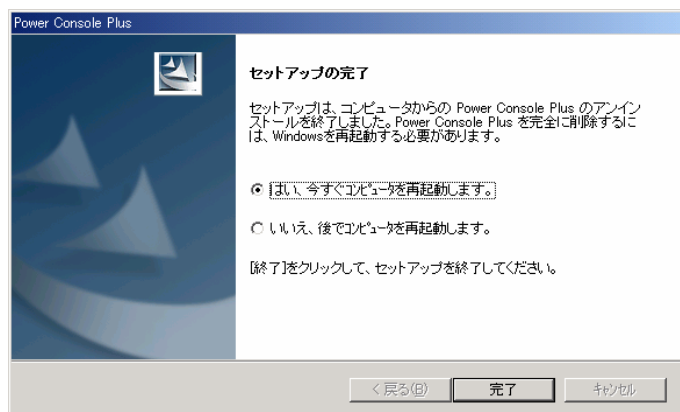 Power Console Plus
セットアップの完了
セットアップは、コンピュータからの Power Console Plus のアンイン
ストールを終了しました。Power Console Plus を完全に削除するに
は、Windowsを再起動する必要があります。
はい、今すぐｺﾝﾋﾟｭｰﾀを再起動します。
いいえ、後でｺﾝﾋﾟｭｰﾀを再起動します。
[終了]をクリックして、セットアップを終了してください。
< 戻る(B)
完了
ｷｬﾝｾﾙ